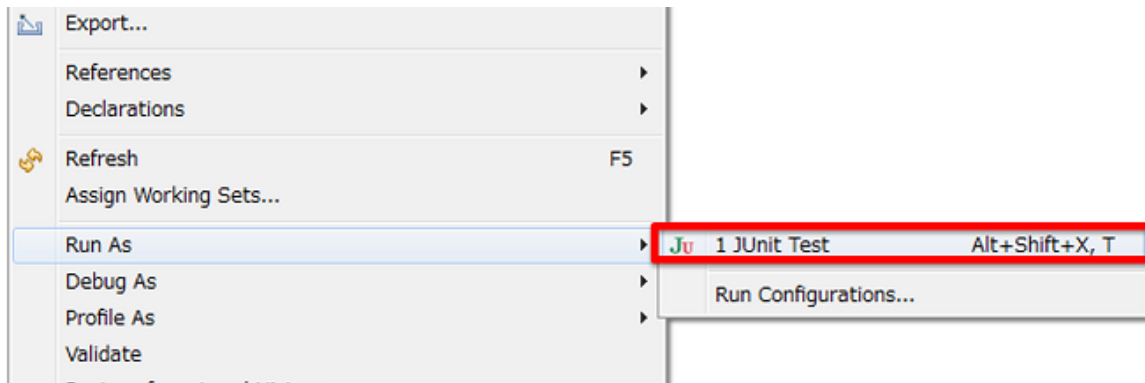 Export...
References
Declarations
Refresh F5
Assign Working Sets...
Run As
JU 1 JUnit Test Alt+Shift+X, T
Debug As
Run Configurations...
Profile As
Validate